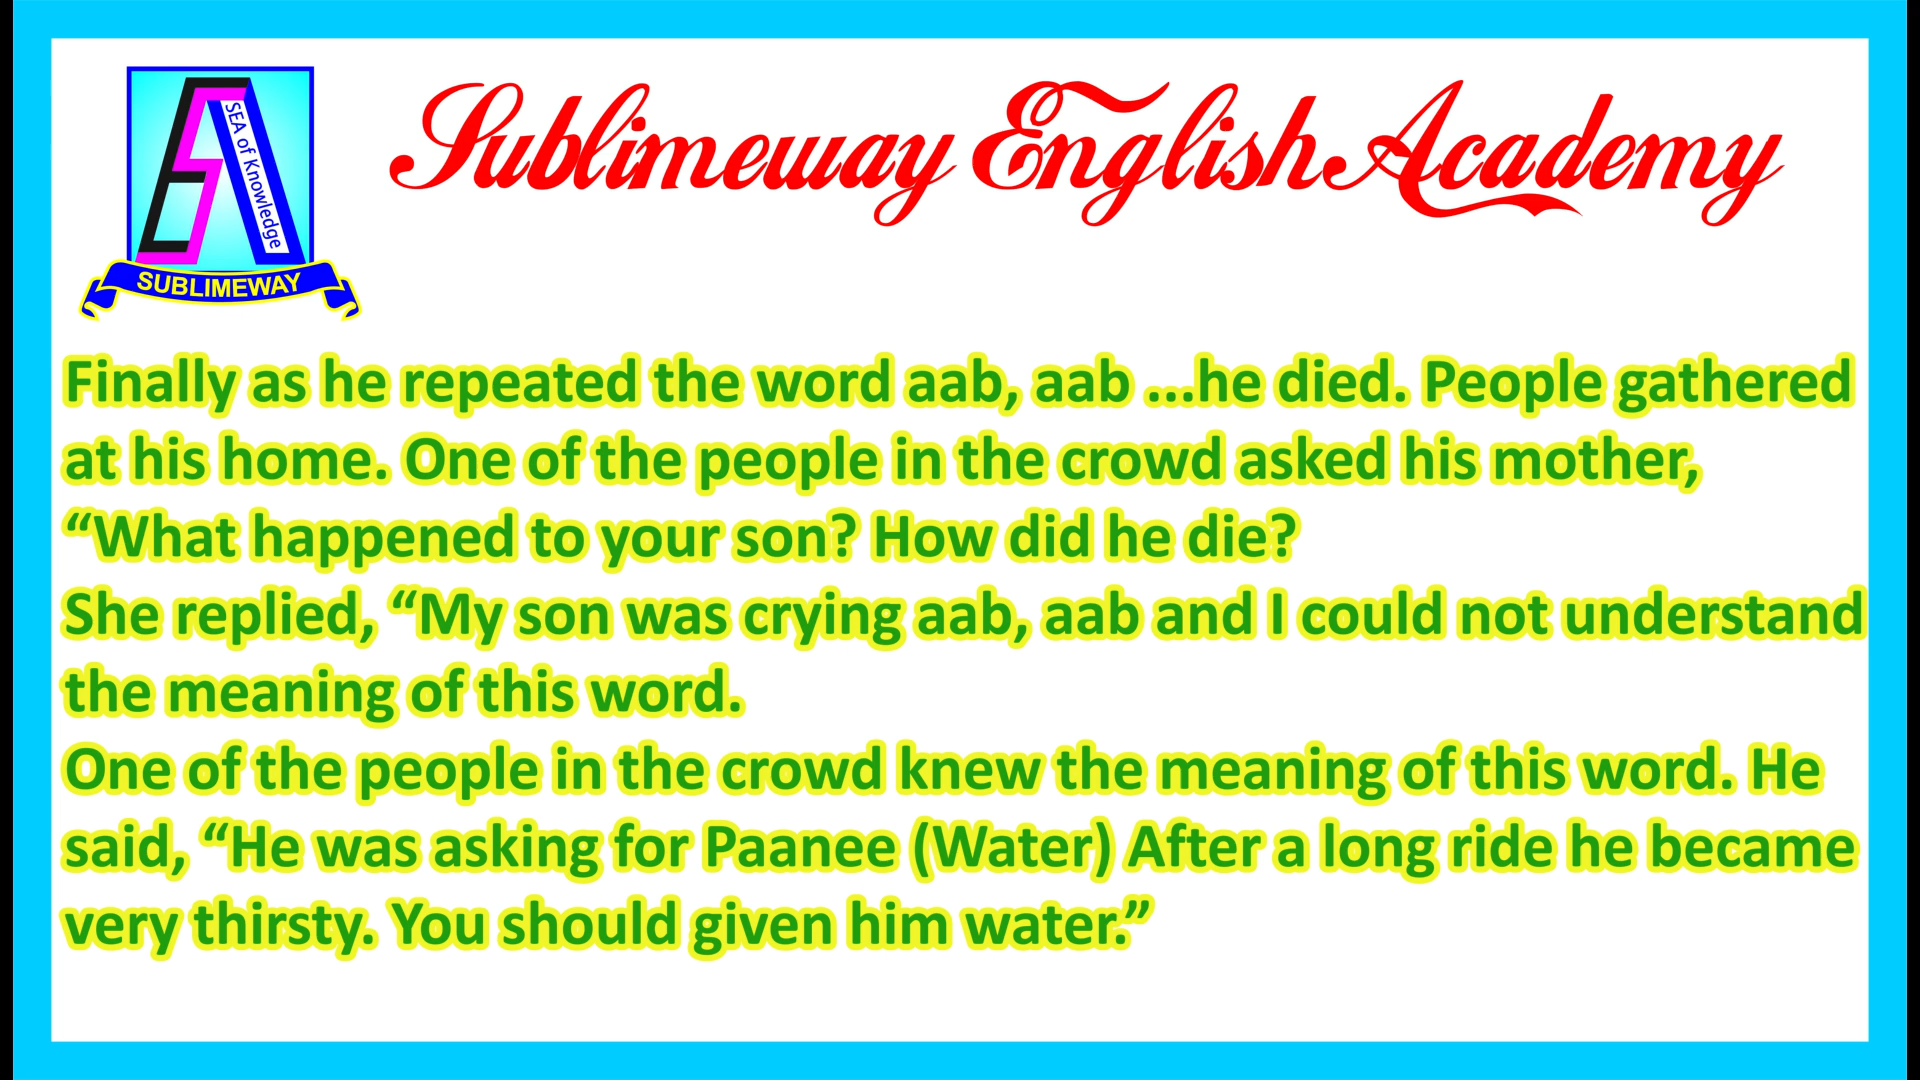 Sublimeway English Academy
SEA of Knowledge
SUBLIMEWAY
Finally as he repeated the word aab, aab ...he died. People gathered
at his home. One of the people in the crowd asked his mother,
“What happened to your son? How did he die?
She replied, “My son was crying aab, aab and I could not understand
the meaning of this word.
One of the people in the crowd knew the meaning of this word. He
said, “He was asking for Paanee (Water) After a long ride he became
very thirsty. You should given him water.”